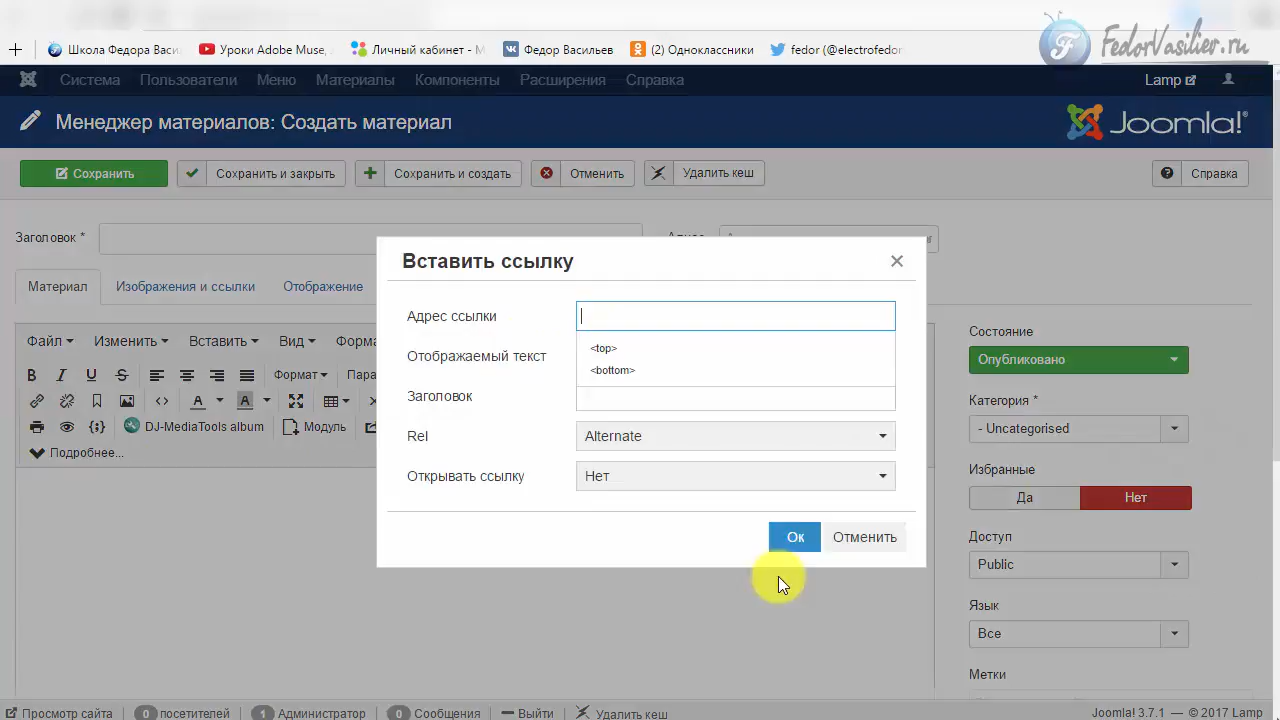 FedorVasiliev.ru
Школа Федора Васил
Уроки Adobe Muse,
Личный кабинет - М
Федор Васильев
(2) Одноклассники
fedor (@electrofedor
Система Пользователи Меню Материалы Компоненты Расширения Справка Lamp
Менеджер материалов: Создать материал
Joomla!®
Сохранить Сохранить и закрыть Сохранить и создать Отменить Удалить кеш Справка
Заголовок *
Материал Изображения и ссылки Отображение
Файл Изменить Вставить Вид Форма
Формат Пара
DJ-MediaTools album Модуль
Подробнее...
Вставить ссылку
Адрес ссылки
<top>
Отображаемый текст
<bottom>
Заголовок
Rel Alternate
Открывать ссылку Нет
Ок Отменить
Состояние
Опубликовано
Категория *
- Uncategorised
Избранные
Да Нет
Доступ
Public
Язык
Все
Метки
Просмотр сайта 0 посетителей 1 Администратор 0 Сообщения Выйти Удалить кеш Joomla! 3.7.1 — © 2017 Lamp